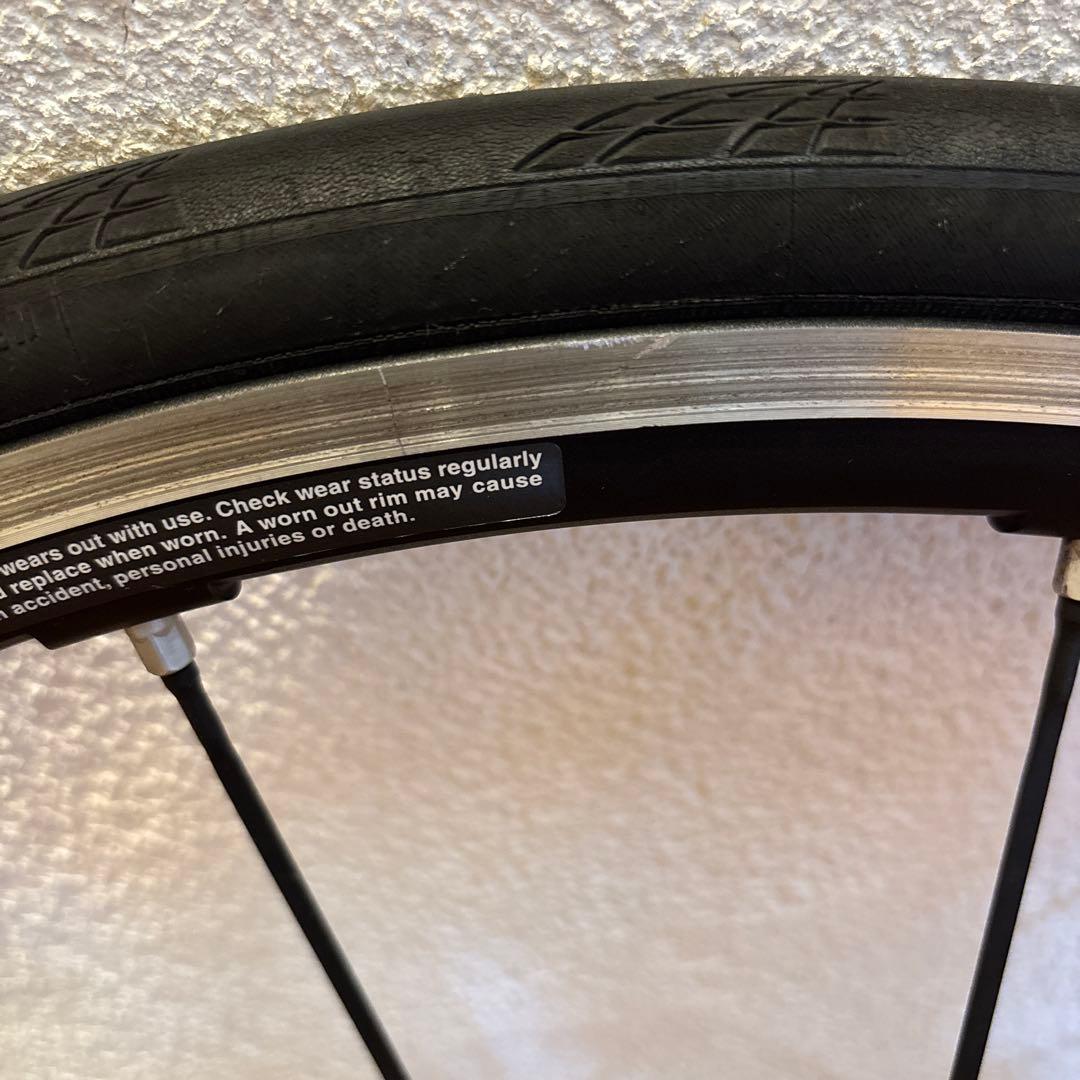 wears out with use. Check wear status regularly
replace when worn. A worn out rim may cause
accident, personal injuries or death.